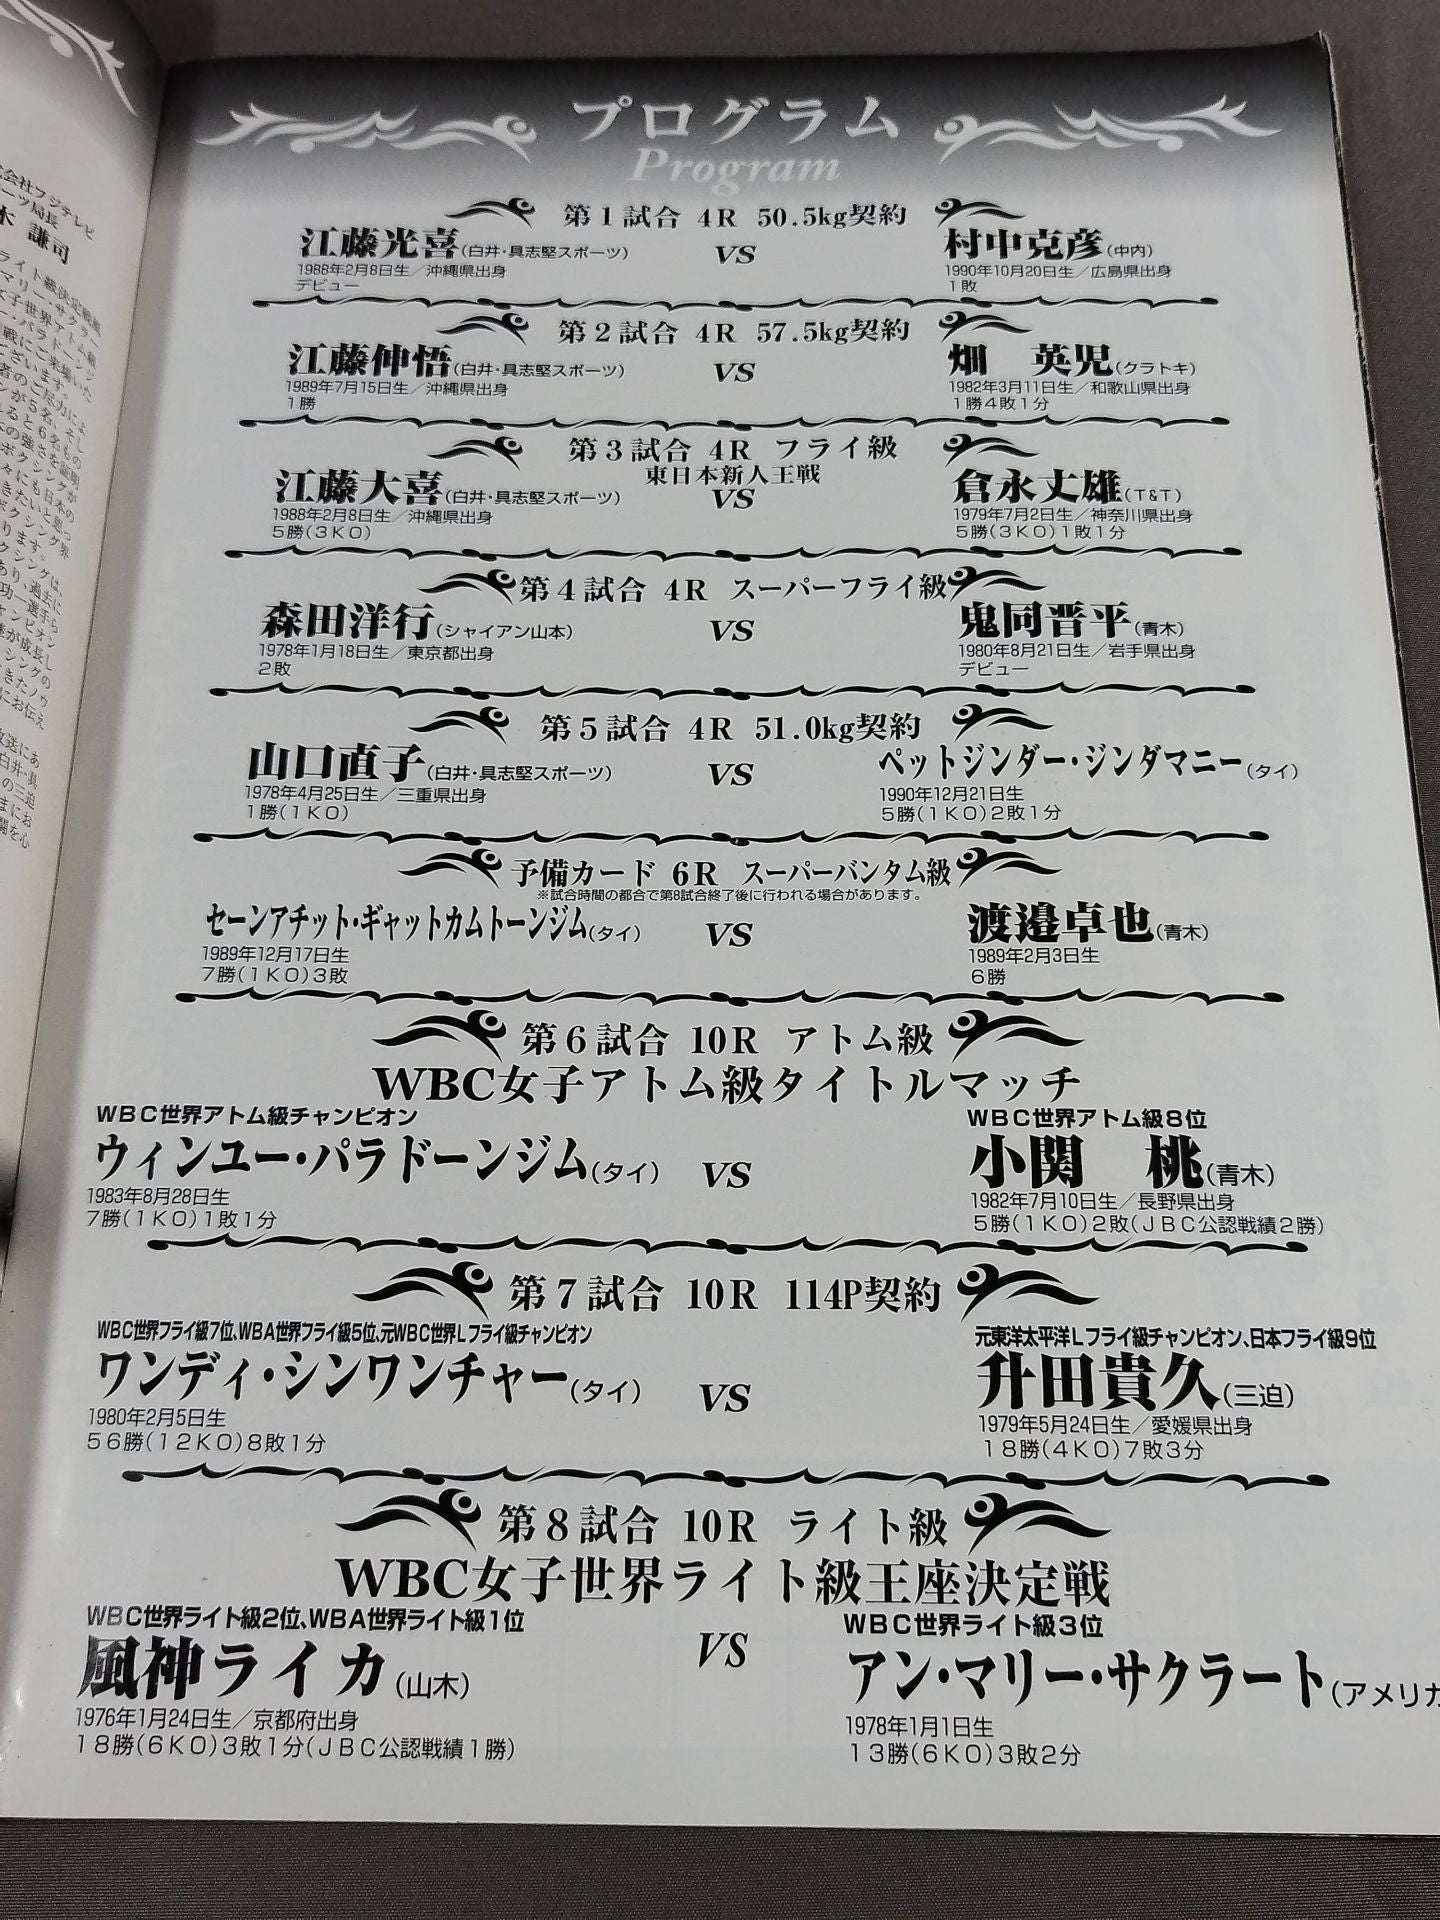 プログラム
Program
第1試合 4R 50.5kg契約
江藤光喜(白井・具志堅スポーツ) VS 村中克彦(中内)
1988年2月8日生／沖縄県出身 1990年10月20日生／広島県出身
デビュー 1敗
第2試合 4R 57.5kg契約
江藤伸悟(白井・具志堅スポーツ) VS 畑 英児(クラトキ)
1989年7月15日生／沖縄県出身 1982年3月11日生／和歌山県出身
1勝 1勝4敗1分
第3試合 4R フライ級
東日本新人王戦
江藤大喜(白井・具志堅スポーツ) VS 倉永丈雄(T&T)
1988年2月8日生／沖縄県出身 1979年7月2日生／神奈川県出身
5勝(3KO) 5勝(3KO)1敗1分
第4試合 4R スーパーフライ級
森田洋行(シャイアン山本) VS 鬼同晋平(青木)
1978年1月18日生／東京都出身 1980年8月21日生／岩手県出身
2敗 デビュー
第5試合 4R 51.0kg契約
山口直子(白井・具志堅スポーツ) VS ペットジンダー・ジンダマニー(タイ)
1978年4月25日生／三重県出身 1990年12月21日生
1勝(1KO) 5勝(1KO)2敗1分
予備カード 6R スーパーバンタム級
※試合時間の都合で第8試合終了後に行われる場合があります。
セーンアチット・ギャットカムトーンジム(タイ) VS 渡邉卓也(青木)
1989年12月17日生 1989年2月3日生
7勝(1KO)3敗 6勝
第6試合 10R アトム級
WBC女子アトム級タイトルマッチ
WBC世界アトム級チャンピオン WBC世界アトム級8位
ウィンユー・パラドーンジム(タイ) VS 小関 桃(青木)
1983年8月28日生 1982年7月10日生／長野県出身
7勝(1KO)1敗1分 5勝(1KO)2敗(JBC公認戦績2勝)
第7試合 10R 114P契約
WBC世界フライ級7位、WBA世界フライ級5位、元WBC世界Lフライ級チャンピオン 元東洋太平洋Lフライ級チャンピオン、日本フライ級9位
ワンディ・シンワンチャー(タイ) VS 升田貴久(三迫)
1980年2月5日生 1979年5月24日生／愛媛県出身
56勝(12KO)8敗1分 18勝(4KO)7敗3分
第8試合 10R ライト級
WBC女子世界ライト級王座決定戦
WBC世界ライト級2位、WBA世界ライト級1位 WBC世界ライト級3位
風神ライカ(山木) VS アン・マリー・サクラート(アメリカ
1976年1月24日生／京都府出身 1978年1月1日生
18勝(6KO)3敗1分(JBC公認戦績1勝) 13勝(6KO)3敗2分